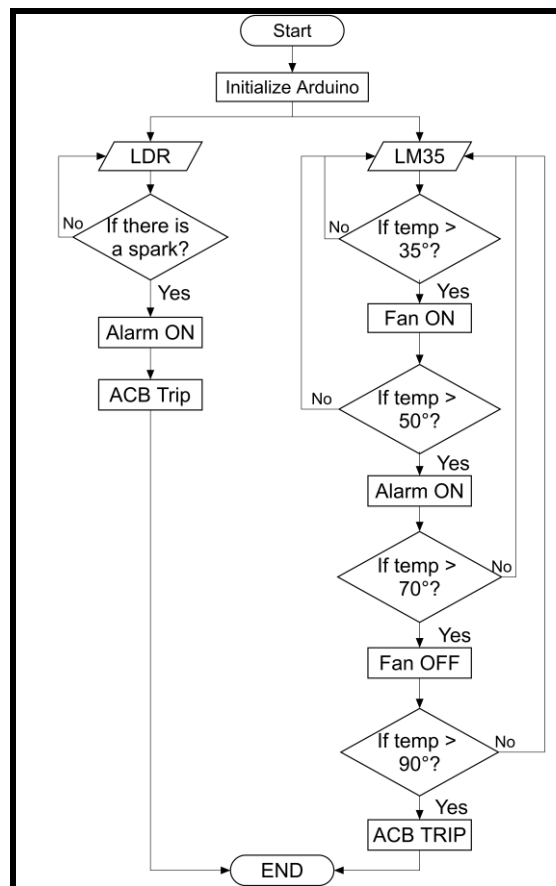 Start
Initialize Arduino
LDR
No
If there is
a spark?
Yes
Alarm ON
ACB Trip
LM35
No
If temp >
35°?
Yes
Fan ON
No
If temp >
50°?
Yes
Alarm ON
If temp >
70°?
No
Yes
Fan OFF
If temp >
90°?
No
Yes
ACB TRIP
END